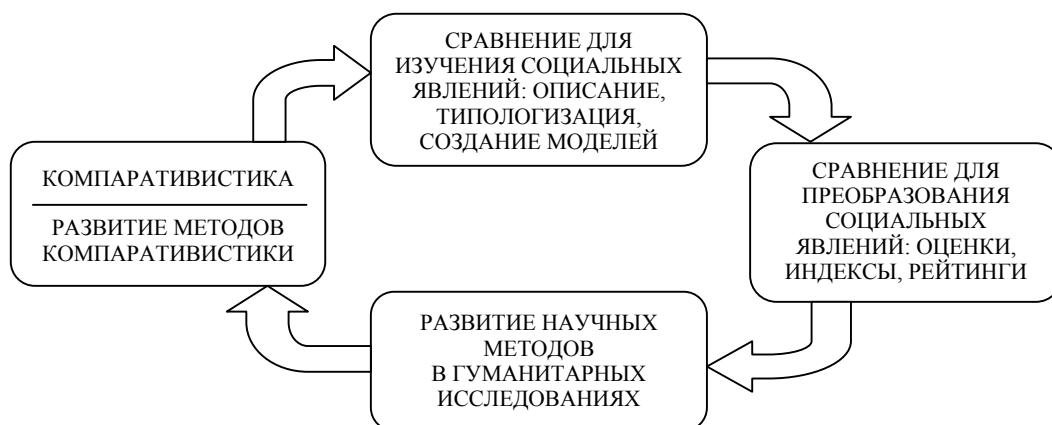 СРАВНЕНИЕ ДЛЯ
ИЗУЧЕНИЯ СОЦИАЛЬНЫХ
ЯВЛЕНИЙ: ОПИСАНИЕ,
ТИПОЛОГИЗАЦИЯ,
СОЗДАНИЕ МОДЕЛЕЙ
КОМПАРАТИВИСТИКА
РАЗВИТИЕ МЕТОДОВ
КОМПАРАТИВИСТИКИ
СРАВНЕНИЕ ДЛЯ
ПРЕОБРАЗОВАНИЯ
СОЦИАЛЬНЫХ
ЯВЛЕНИЙ: ОЦЕНКИ,
ИНДЕКСЫ, РЕЙТИНГИ
РАЗВИТИЕ НАУЧНЫХ
МЕТОДОВ
В ГУМАНИТАРНЫХ
ИССЛЕДОВАНИЯХ